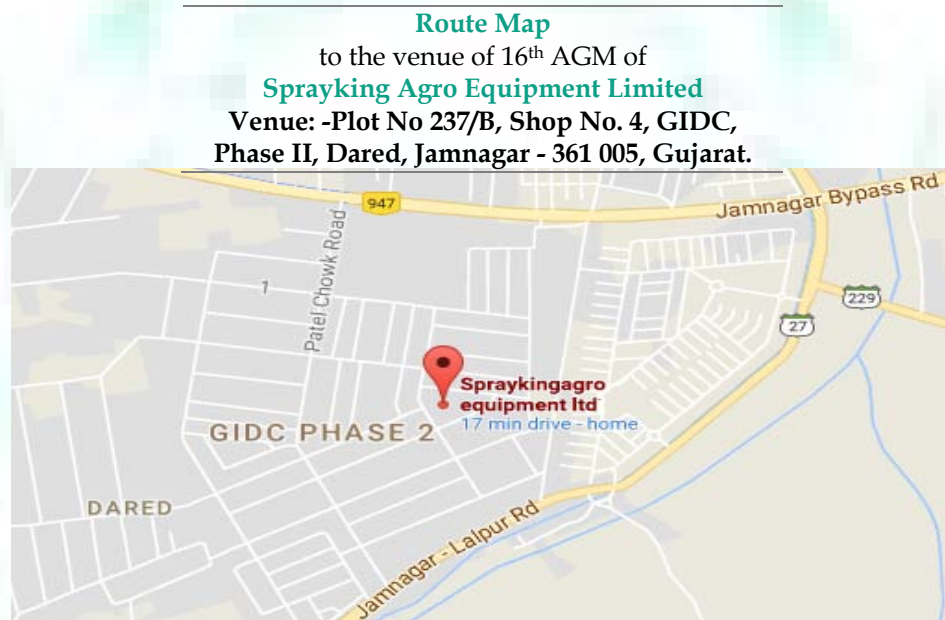 Route Map
to the venue of 16th AGM of
Sprayking Agro Equipment Limited
Venue: -Plot No 237/B, Shop No. 4, GIDC,
Phase II, Dared, Jamnagar - 361 005, Gujarat.
947
Jamnagar Bypass Rd
Patel Chowk Road
1
229
27
Spraykingagro
equipment ltd
17 min drive - home
GIDC PHASE 2
DARED
Jamnagar - Lalpur Rd